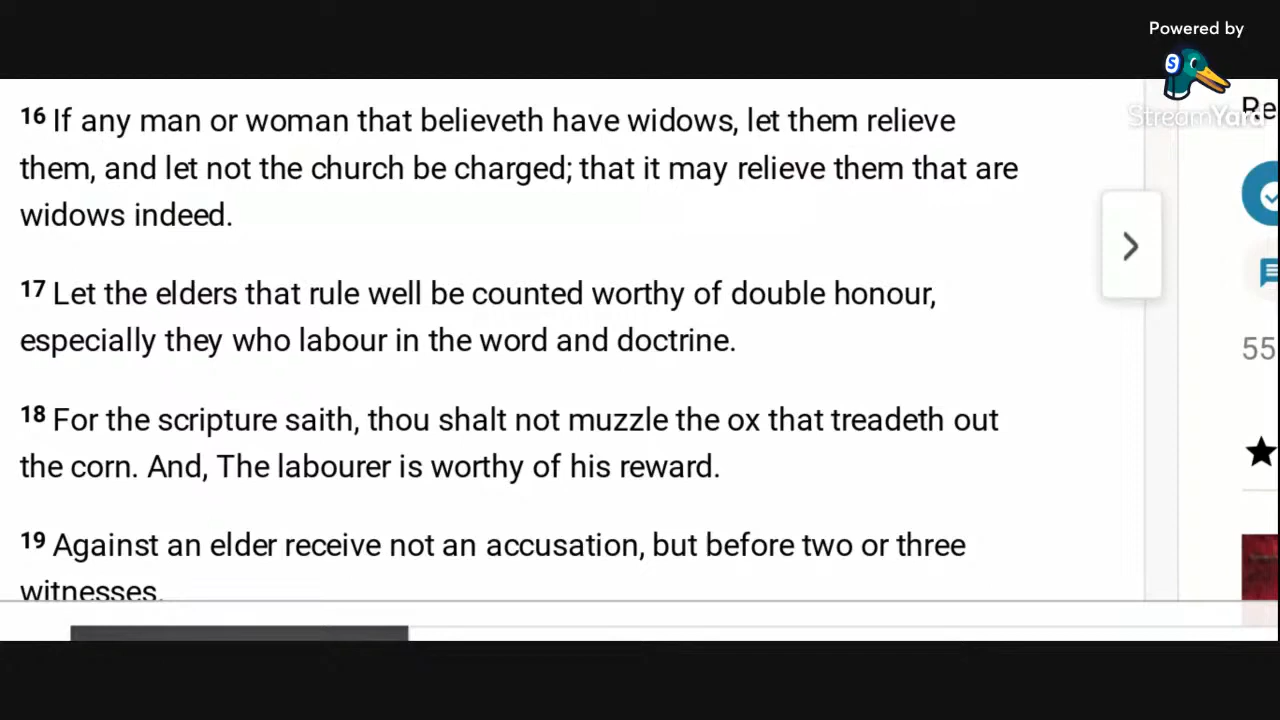 Powered by
S
StreamYard
Re
16 If any man or woman that believeth have widows, let them relieve
them, and let not the church be charged; that it may relieve them that are
widows indeed.
17 Let the elders that rule well be counted worthy of double honour,
especially they who labour in the word and doctrine.
55
18 For the scripture saith, thou shalt not muzzle the ox that treadeth out
the corn. And, The labourer is worthy of his reward.
19 Against an elder receive not an accusation, but before two or three
witnesses.